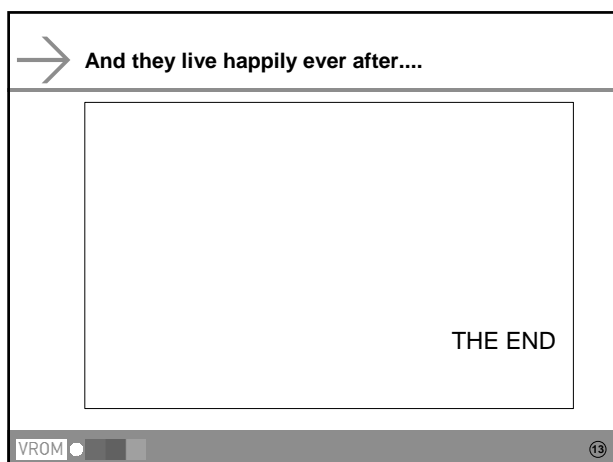 And they live happily ever after....
THE END
VROM
13